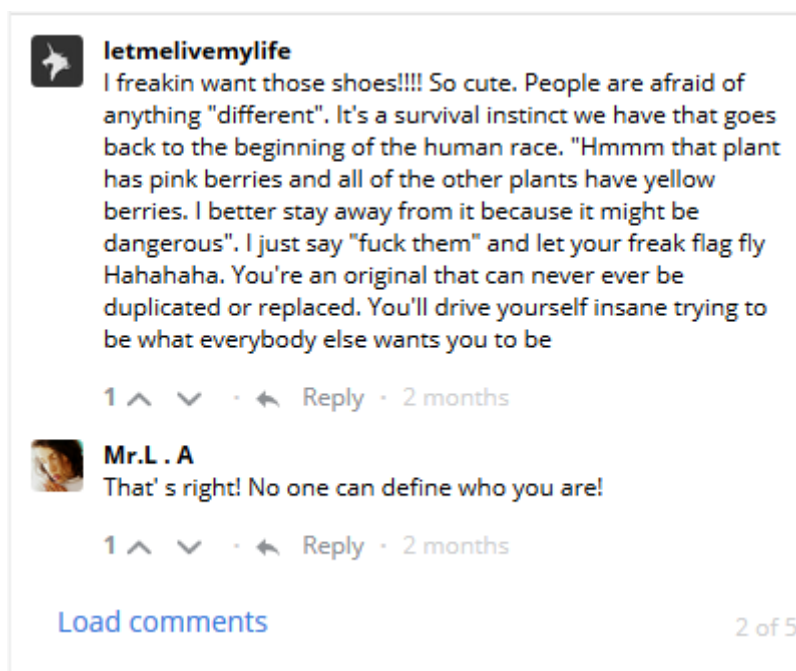 letmelivemylife
I freakin want those shoes!!!! So cute. People are afraid of
anything "different". It's a survival instinct we have that goes
back to the beginning of the human race. "Hmmm that plant
has pink berries and all of the other plants have yellow
berries. I better stay away from it because it might be
dangerous". I just say "fuck them" and let your freak flag fly
Hahahaha. You're an original that can never ever be
duplicated or replaced. You'll drive yourself insane trying to
be what everybody else wants you to be
1 · Reply · 2 months
Mr.L . A
That' s right! No one can define who you are!
1 · Reply · 2 months
Load comments
2 of 5